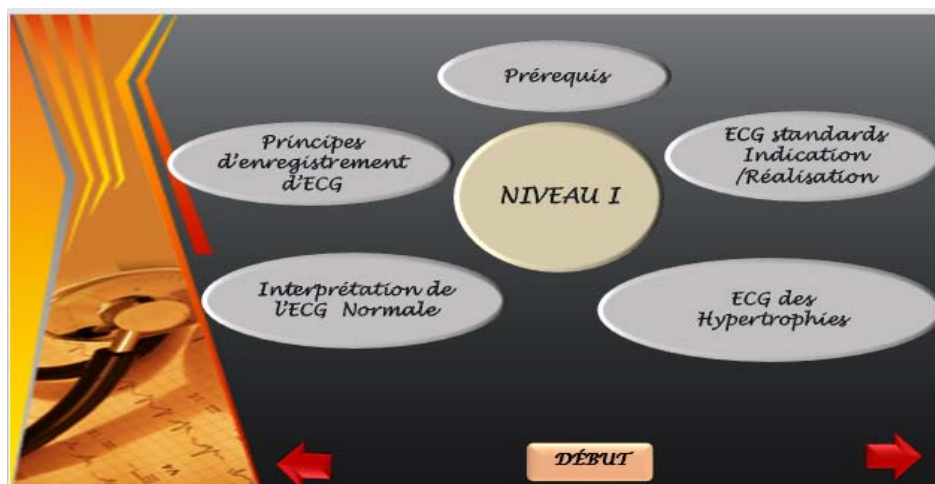 Prérequis
Principes
d'enregistrement
d'ECG
ECG standards
Indication
/Réalisation
NIVEAU I
Interprétation de
l'ECG Normale
ECG des
Hypertrophies
DÉBUT